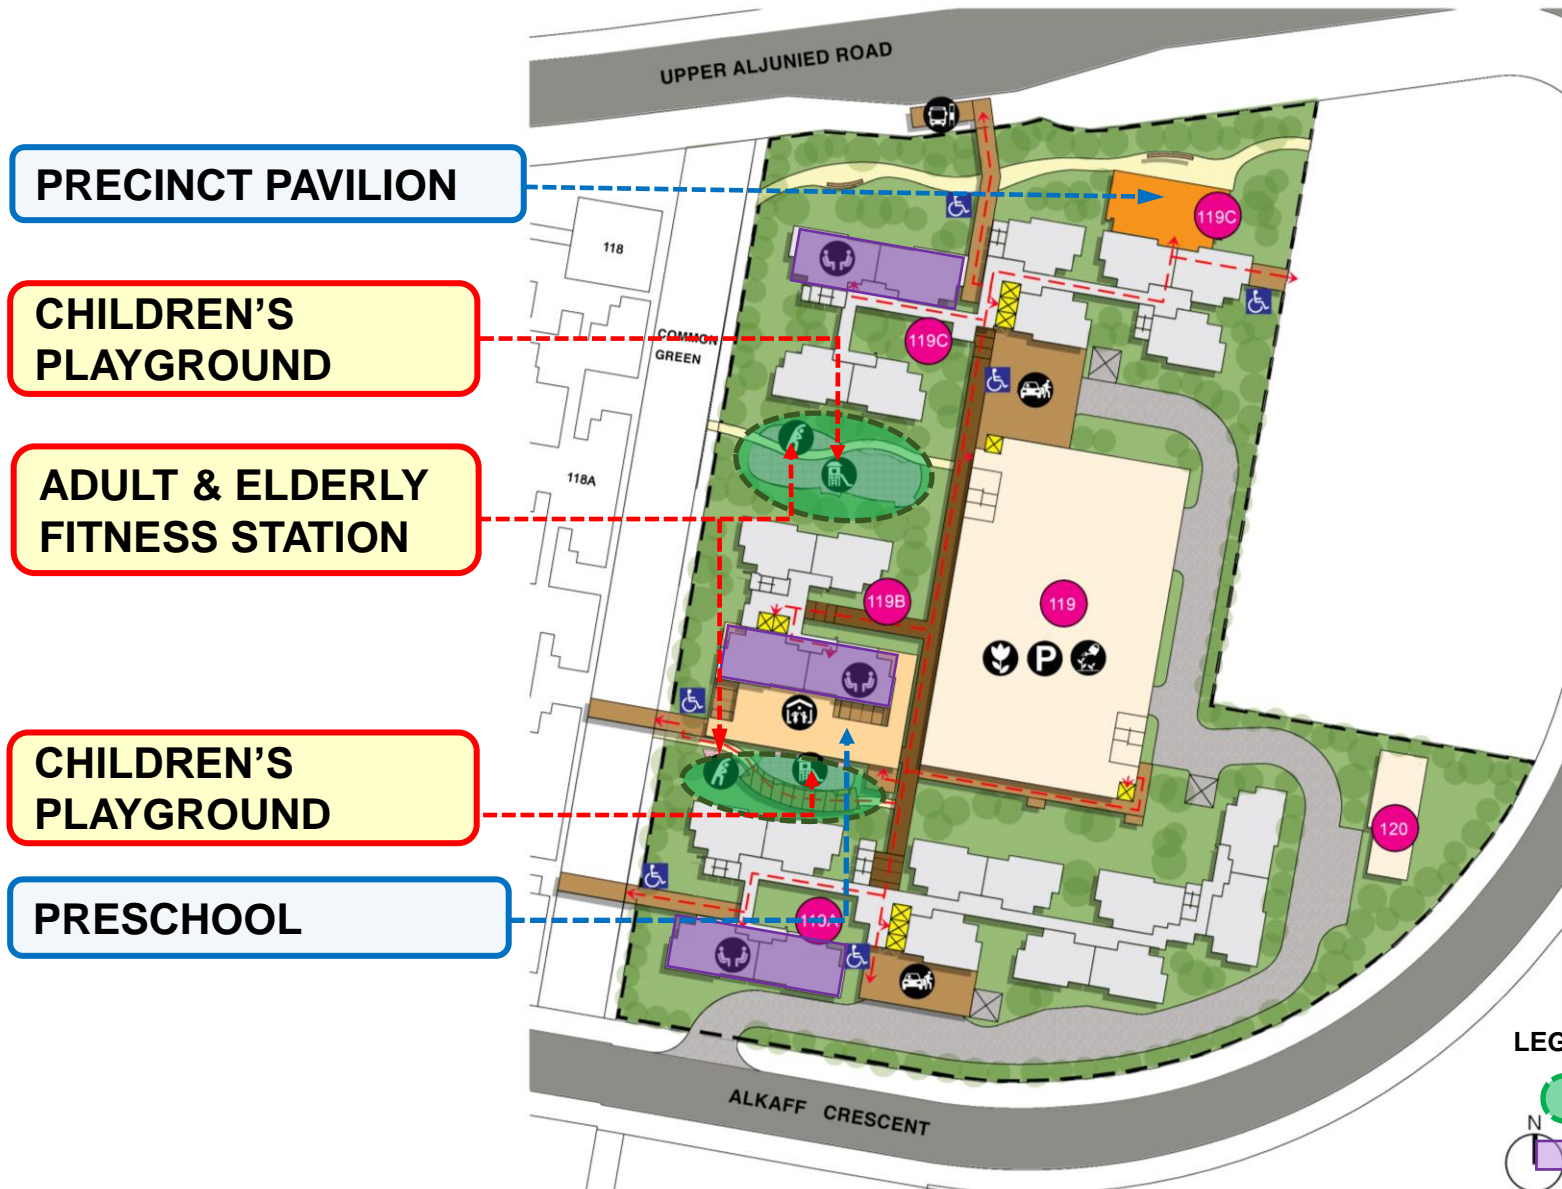 UPPER ALJUNIED ROAD
PRECINCT PAVILION
119C
118
CHILDREN'S
PLAYGROUND
COMMON
GREEN
119C
ADULT & ELDERLY
FITNESS STATION
118A
119B
119
P
CHILDREN'S
PLAYGROUND
120
PRESCHOOL
LEG
ALKAFF CRESCENT
N